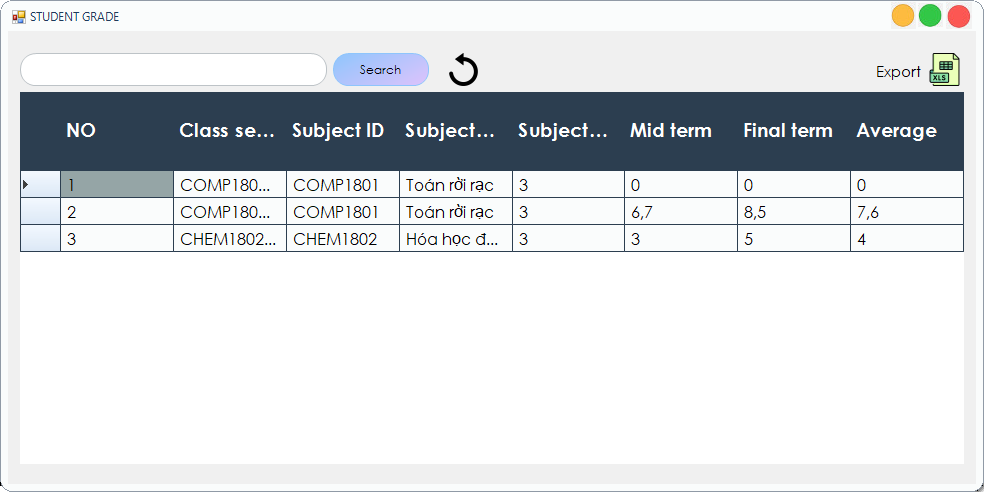 STUDENT GRADE
Search
Export
XLS
NO Class se... Subject ID Subject... Subject... Mid term Final term Average
1 COMP180... COMP1801 Toán rời rạc 3 0 0 0
2 COMP180... COMP1801 Toán rời rạc 3 6,7 8,5 7,6
3 CHEM1802... CHEM1802 Hóa học đ... 3 3 5 4